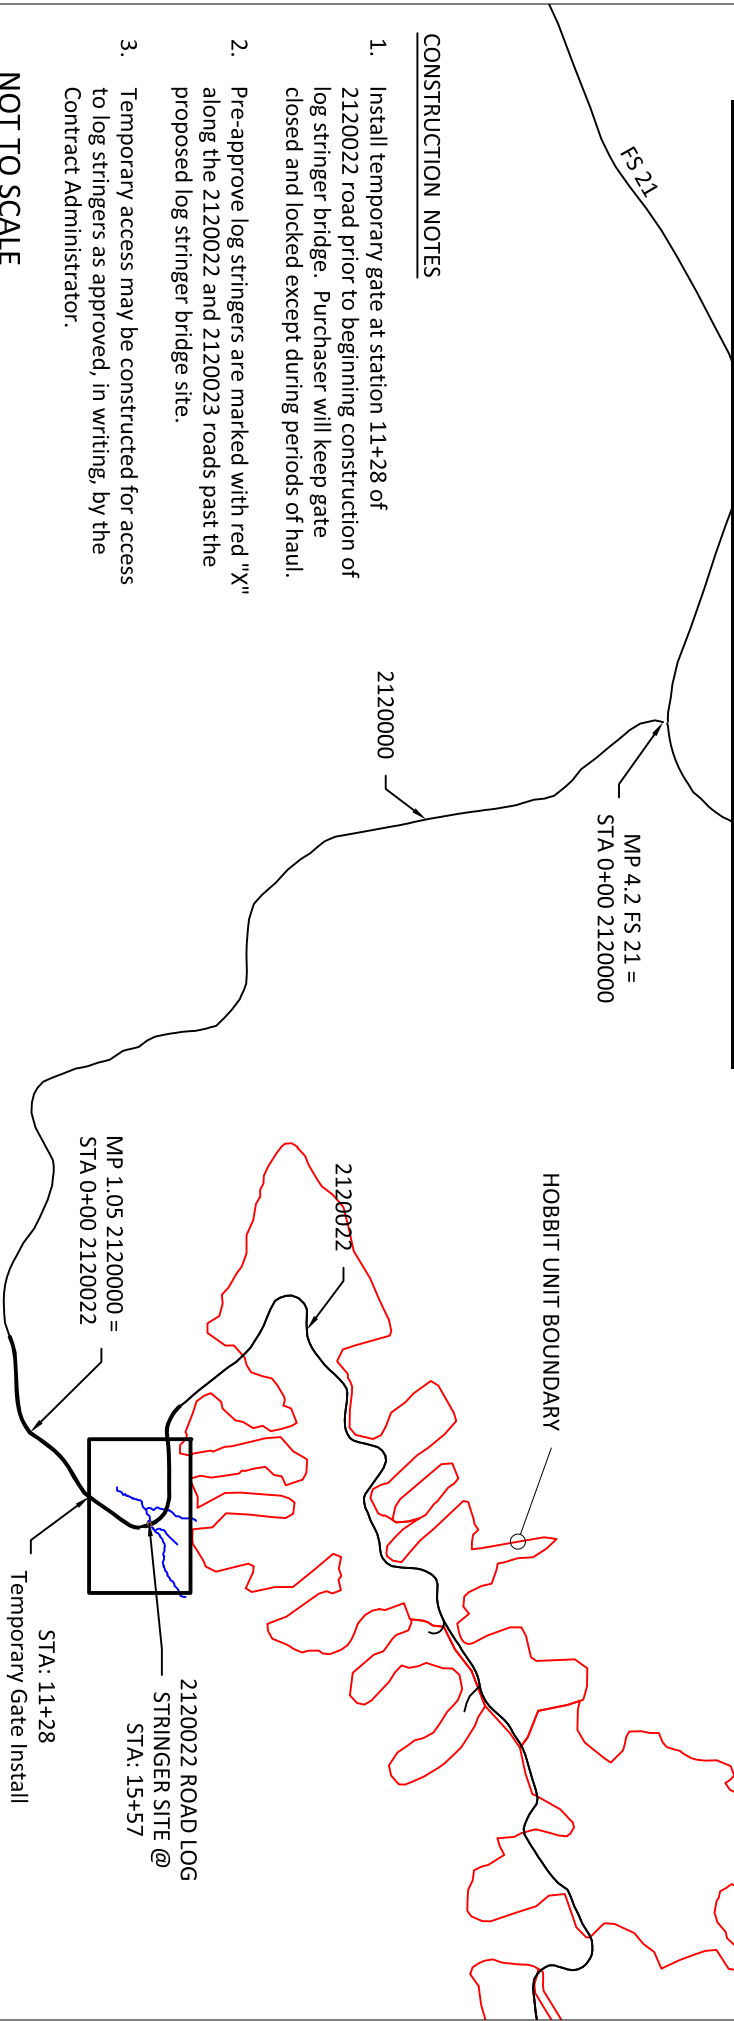 CONSTRUCTION NOTES
1. Install temporary gate at station 11+28 of
2120022 road prior to beginning construction of
log stringer bridge. Purchaser will keep gate
closed and locked except during periods of haul.
2. Pre-approve log stringers are marked with red "X"
along the 2120022 and 2120023 roads past the
proposed log stringer bridge site.
3. Temporary access may be constructed for access
to log stringers as approved, in writing, by the
Contract Administrator.
NOT TO SCALE
FS 21
2120000
MP 4.2 FS 21 =
STA 0+00 2120000
MP 1.05 2120000 =
STA 0+00 2120022
2120022
HOBBIT UNIT BOUNDARY
2120022 ROAD LOG
STRINGER SITE @
STA: 15+57
STA: 11+28
Temporary Gate Install